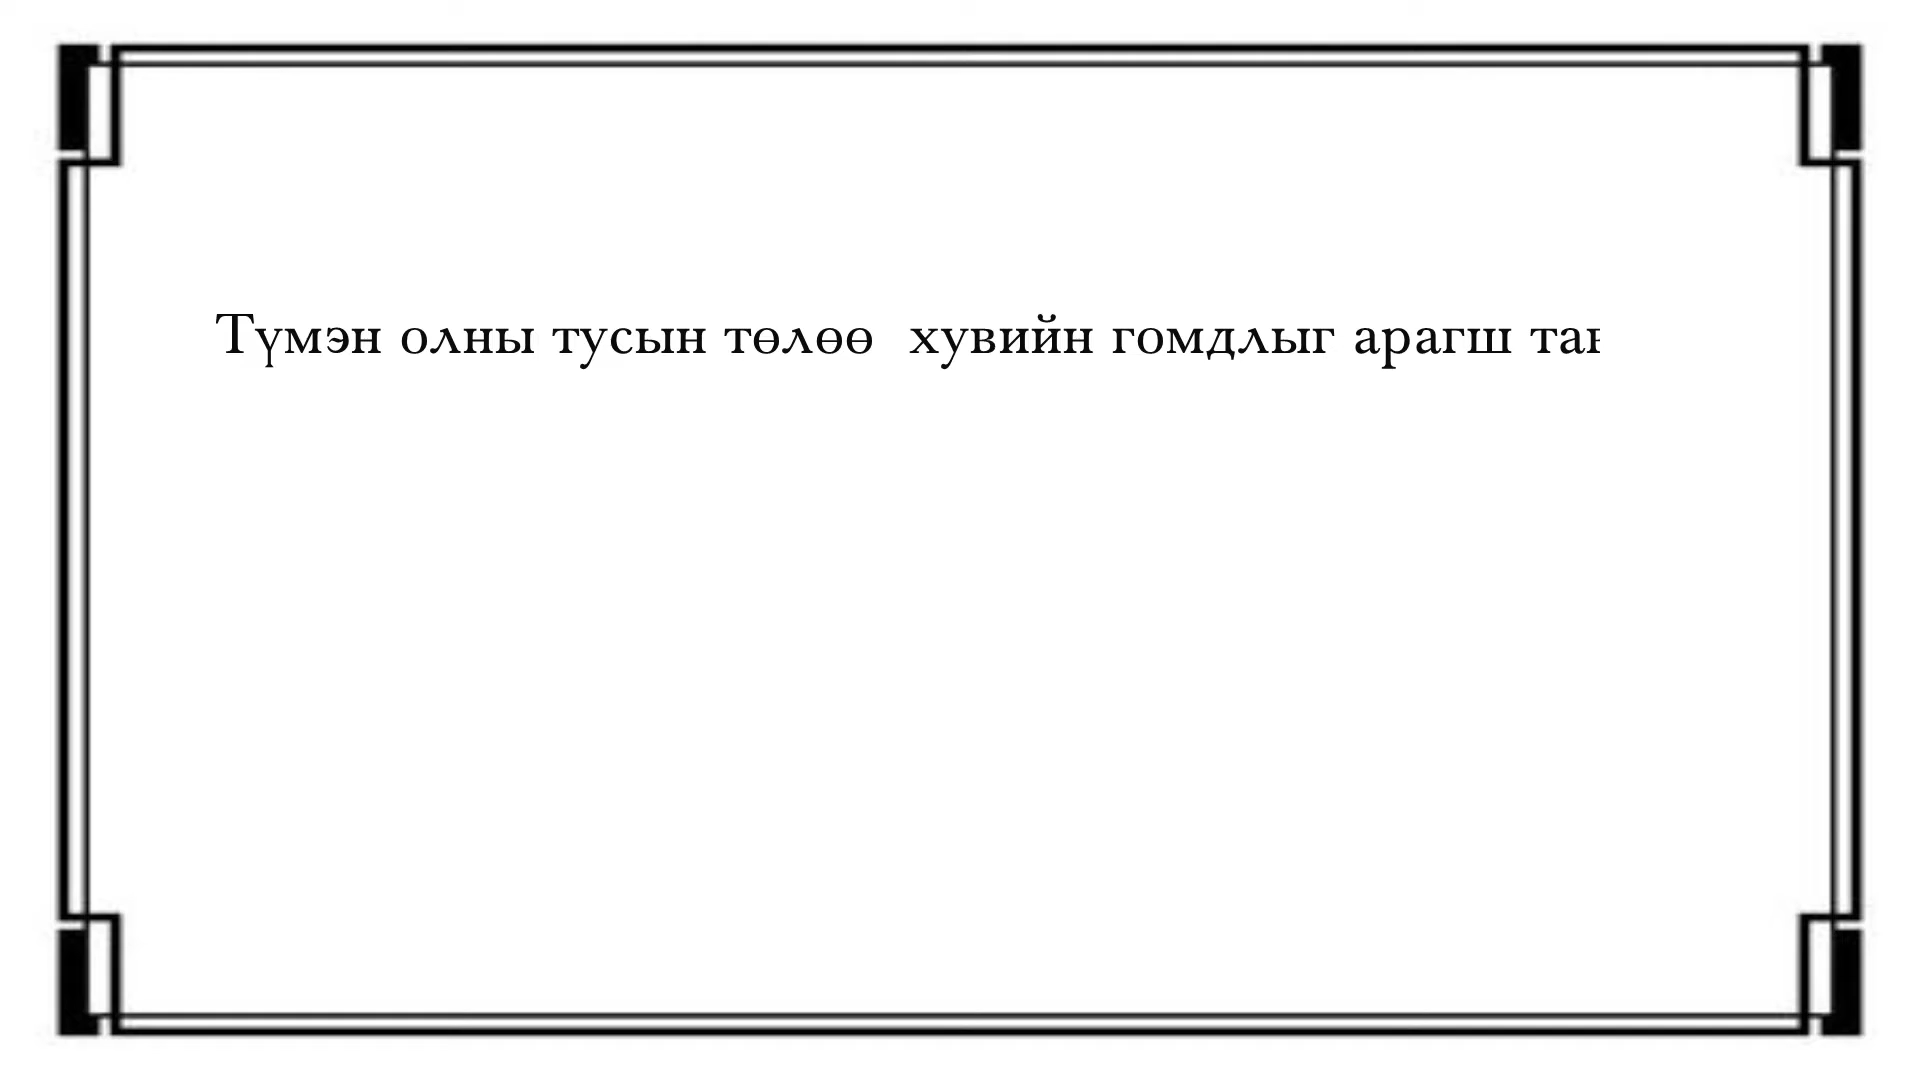 Түмэн олны тусын төлөө хувийн гомдлыг арагш